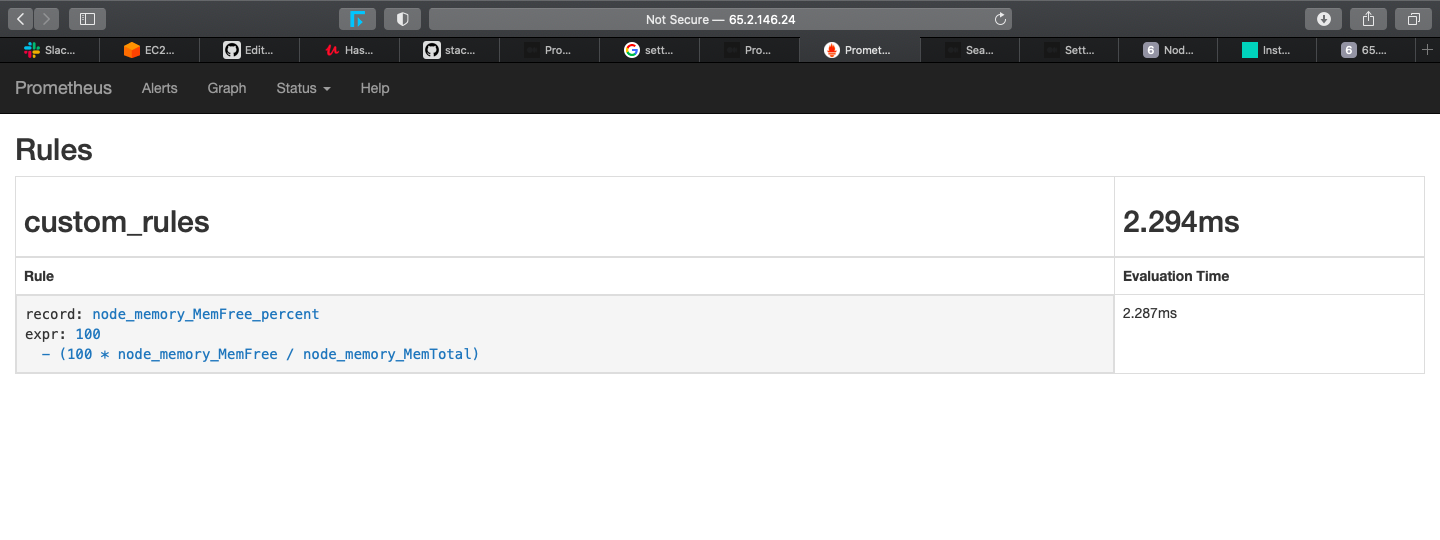 Not Secure — 65.2.146.24
Slac... EC2... Edit... Has... stac... Pro... sett... Pro... Promet... Sea... Sett... 6 Nod... Inst... 6 65....
Prometheus Alerts Graph Status Help
Rules
custom_rules 2.294ms
Rule Evaluation Time
record: node_memory_MemFree_percent 2.287ms
expr: 100
- (100 * node_memory_MemFree / node_memory_MemTotal)